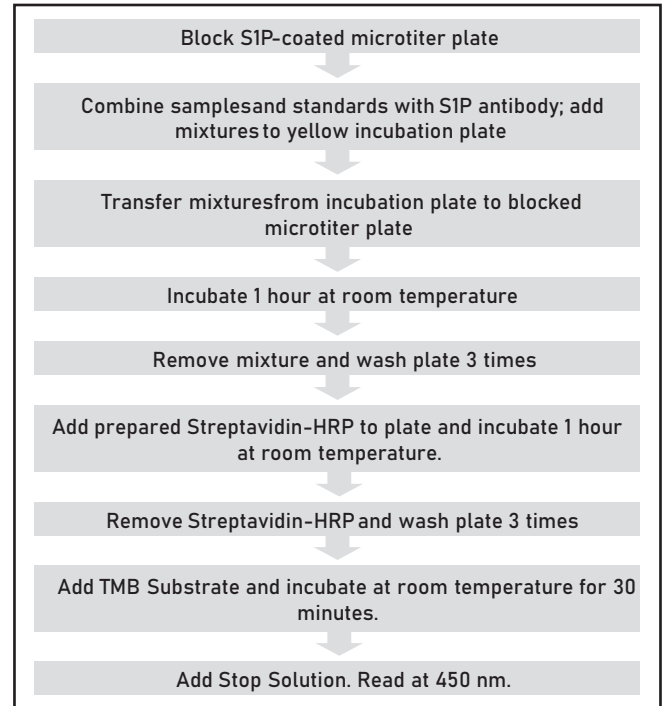 Block S1P-coated microtiter plate
Combine samplesand standards with S1P antibody; add
mixtures to yellow incubation plate
Transfer mixturesfrom incubation plate to blocked
microtiter plate
Incubate 1 hour at room temperature
Remove mixture and wash plate 3 times
Add prepared Streptavidin-HRP to plate and incubate 1 hour
at room temperature.
Remove Streptavidin-HRP and wash plate 3 times
Add TMB Substrate and incubate at room temperature for 30
minutes.
Add Stop Solution. Read at 450 nm.